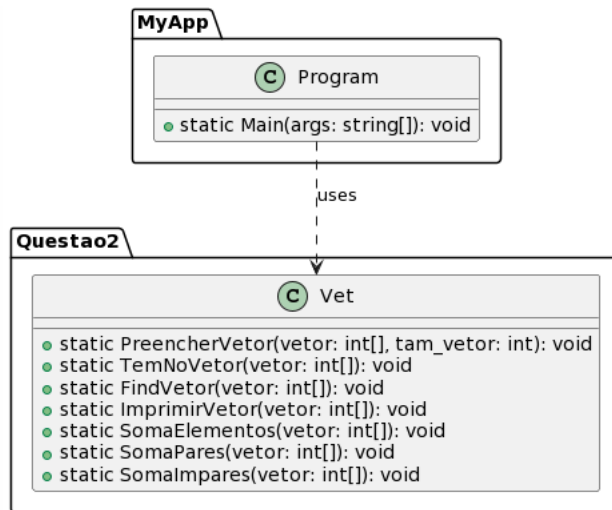 MyApp
C Program
static Main(args: string[]): void
uses
Questao2
C Vet
static PreencherVetor(vetor: int[], tam_vetor: int): void
static TemNoVetor(vetor: int[]): void
static FindVetor(vetor: int[]): void
static ImprimirVetor(vetor: int[]): void
static SomaElementos(vetor: int[]): void
static SomaPares(vetor: int[]): void
static SomaImpares(vetor: int[]): void